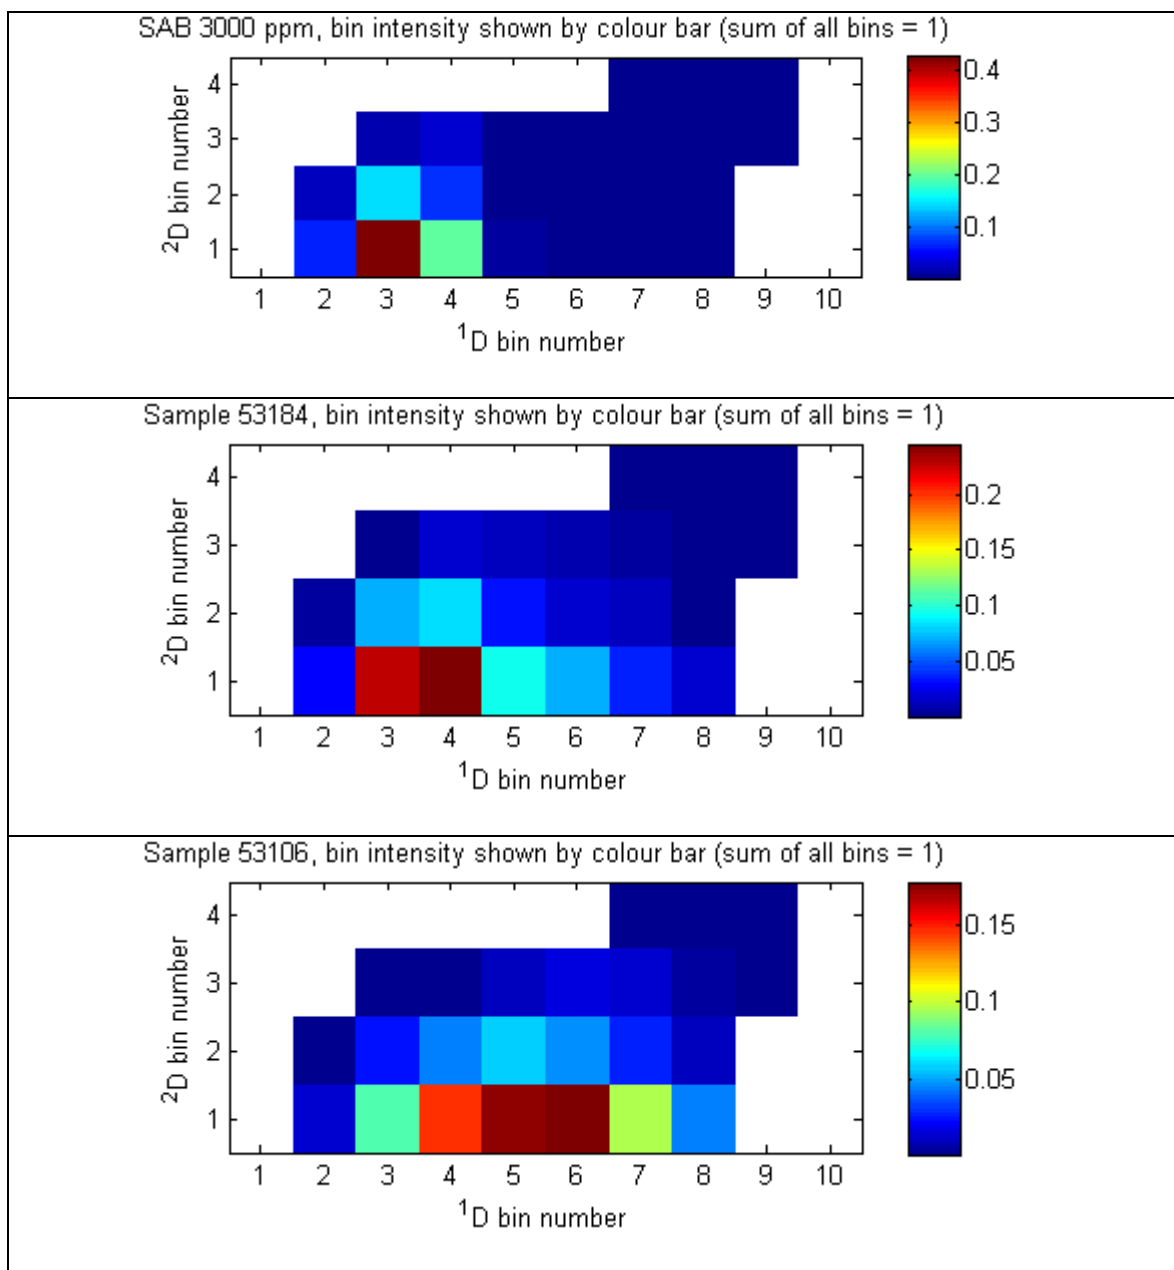 SAB 3000 ppm, bin intensity shown by colour bar (sum of all bins = 1)
4
3
2
1
²D bin number
1 2 3 4 5 6 7 8 9 10
¹D bin number
0.4
0.3
0.2
0.1
Sample 53184, bin intensity shown by colour bar (sum of all bins = 1)
4
3
2
1
²D bin number
1 2 3 4 5 6 7 8 9 10
¹D bin number
0.2
0.15
0.1
0.05
Sample 53106, bin intensity shown by colour bar (sum of all bins = 1)
4
3
2
1
²D bin number
1 2 3 4 5 6 7 8 9 10
¹D bin number
0.15
0.1
0.05